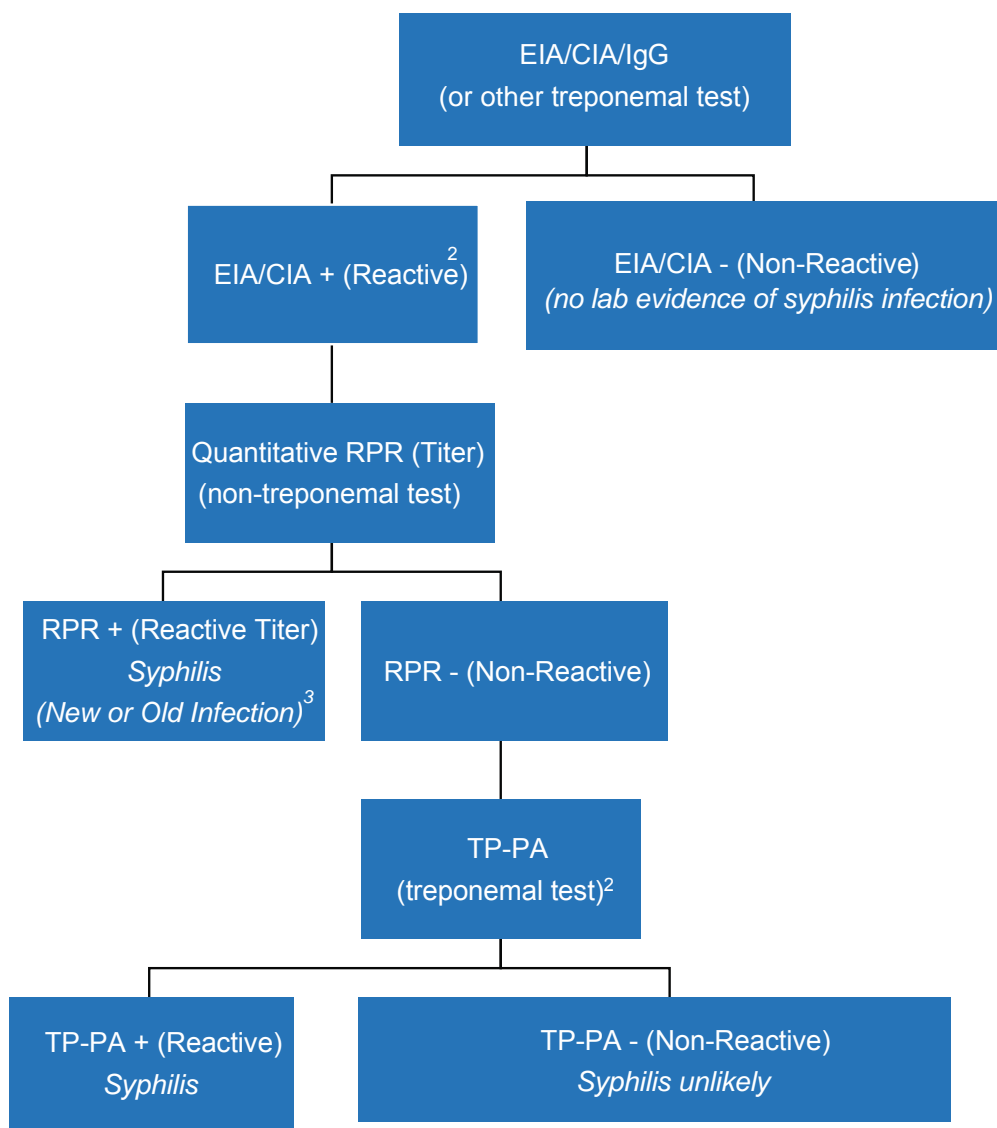 EIA/CIA/IgG
(or other treponemal test)
EIA/CIA + (Reactive²)
EIA/CIA - (Non-Reactive)
(no lab evidence of syphilis infection)
Quantitative RPR (Titer)
(non-treponemal test)
RPR + (Reactive Titer)
Syphilis
(New or Old Infection)³
RPR - (Non-Reactive)
TP-PA
(treponemal test)²
TP-PA + (Reactive)
Syphilis
TP-PA - (Non-Reactive)
Syphilis unlikely